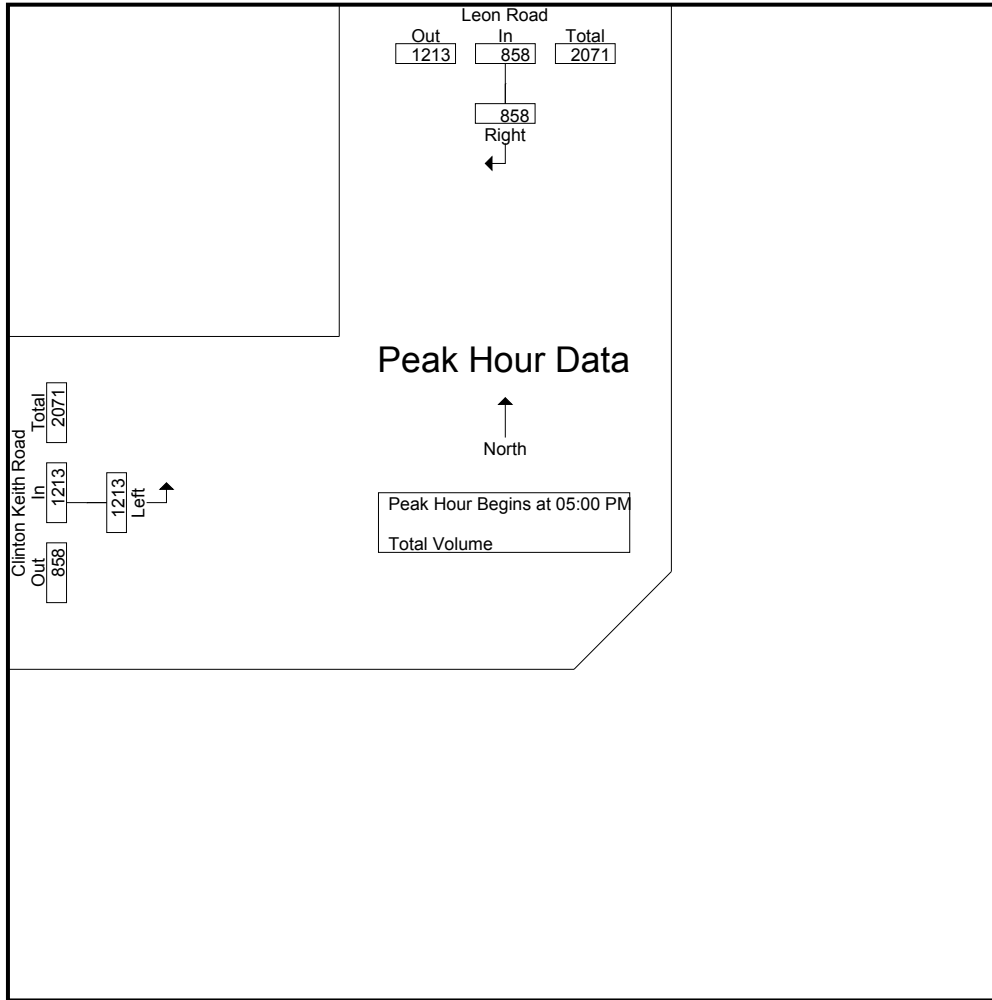 Leon Road
Out In Total
1213 858 2071
858
Right
Peak Hour Data
North
Peak Hour Begins at 05:00 PM
Total Volume
Clinton Keith Road
Out In Total
858 1213 2071
1213
Left